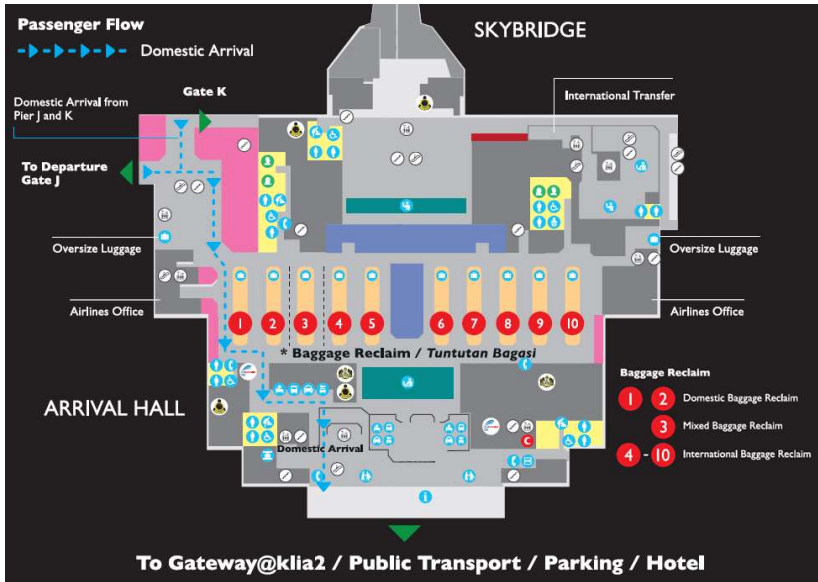 Passenger Flow
Domestic Arrival
SKYBRIDGE
Gate K
International Transfer
Domestic Arrival from
Pier J and K
To Departure
Gate J
Oversize Luggage
Oversize Luggage
Airlines Office
Airlines Office
1 2 3 4 5 6 7 8 9 10
* Baggage Reclaim / Tuntutan Bagasi
ARRIVAL HALL
Baggage Reclaim
1 2 Domestic Baggage Reclaim
3 Mixed Baggage Reclaim
4 - 10 International Baggage Reclaim
C
Domestic Arrival
i
To Gateway@klia2 / Public Transport / Parking / Hotel